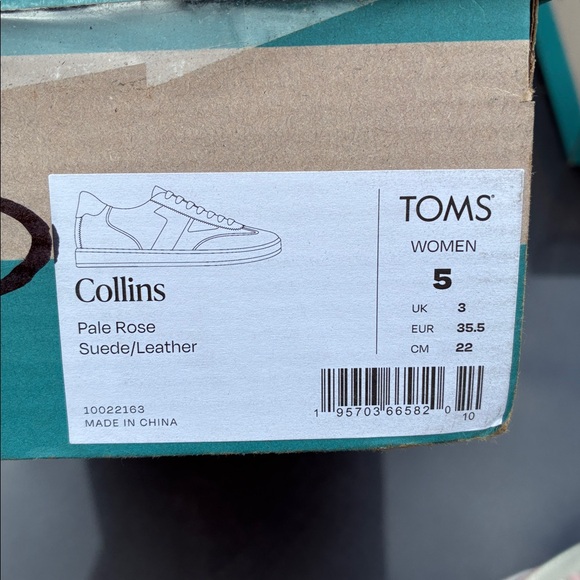 Collins
Pale Rose
Suede/Leather
10022163
MADE IN CHINA
TOMS®
WOMEN
5
UK 3
EUR 35.5
CM 22
1 95703 66582 0 10